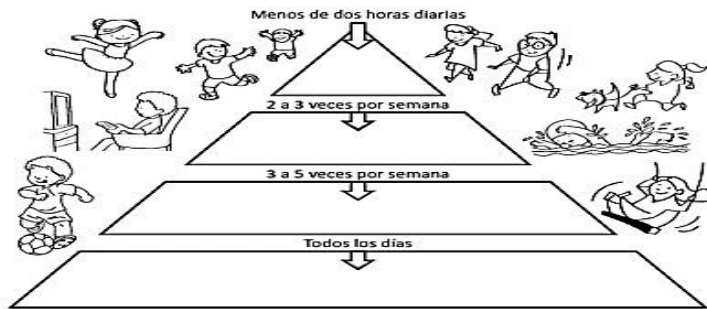 Menos de dos horas diarias
2 a 3 veces por semana
3 a 5 veces por semana
Todos los días